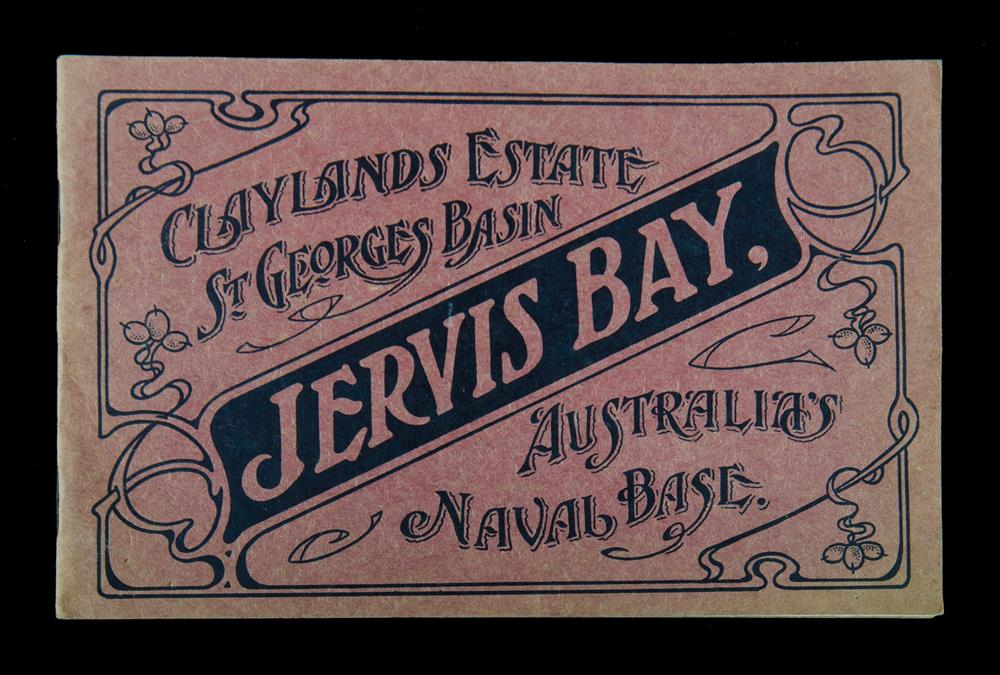 Claylands Estate
St Georges Basin
JERVIS BAY,
Australia's
Naval Base.